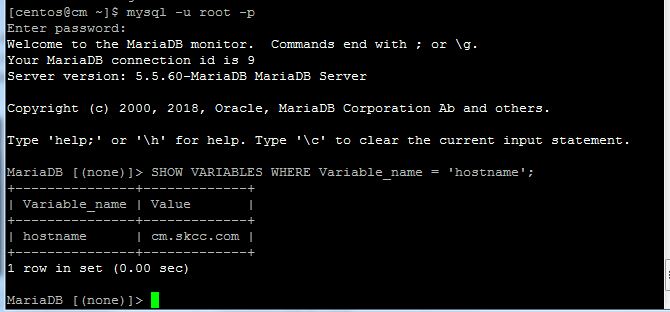 [centos@cm ~]$ mysql -u root -p
Enter password:
Welcome to the MariaDB monitor.  Commands end with ; or \g.
Your MariaDB connection id is 9
Server version: 5.5.60-MariaDB MariaDB Server

Copyright (c) 2000, 2018, Oracle, MariaDB Corporation Ab and others.

Type 'help;' or '\h' for help. Type '\c' to clear the current input statement.

MariaDB [(none)]> SHOW VARIABLES WHERE Variable_name = 'hostname';
+---------------+-------------+
| Variable_name | Value       |
+---------------+-------------+
| hostname      | cm.skcc.com |
+---------------+-------------+
1 row in set (0.00 sec)

MariaDB [(none)]>